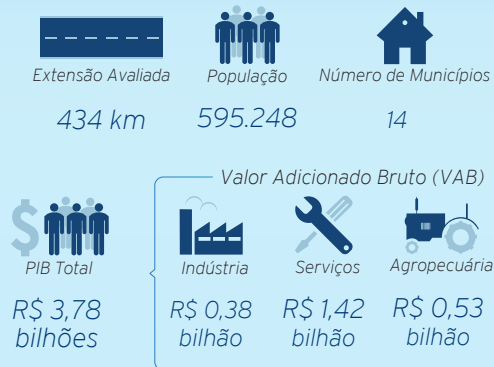 Extensão Avaliada
População
Número de Municípios
434 km
595.248
14
Valor Adicionado Bruto (VAB)
$
PIB Total
Indústria
Serviços
Agropecuária
R$ 3,78
bilhões
R$ 0,38
bilhão
R$ 1,42
bilhão
R$ 0,53
bilhão